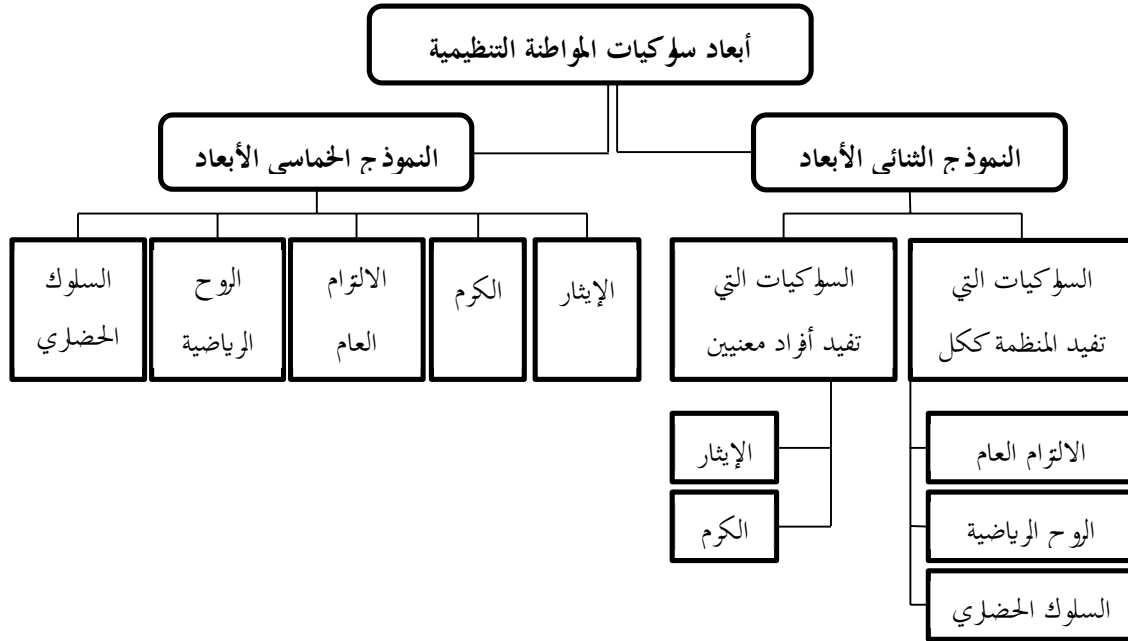 أبعاد سلوكيات المواطنة التنظيمية
النموذج الثنائي الأبعاد
النموذج الخماسي الأبعاد
السلوكيات التي
تفيد المنظمة ككل
السلوكيات التي
تفيد أفراد معنيين
الإيثار
الكرم
الالتزام
العام
الروح
الرياضية
السلوك
الحضاري
الالتزام العام
الروح الرياضية
السلوك الحضاري
الإيثار
الكرم